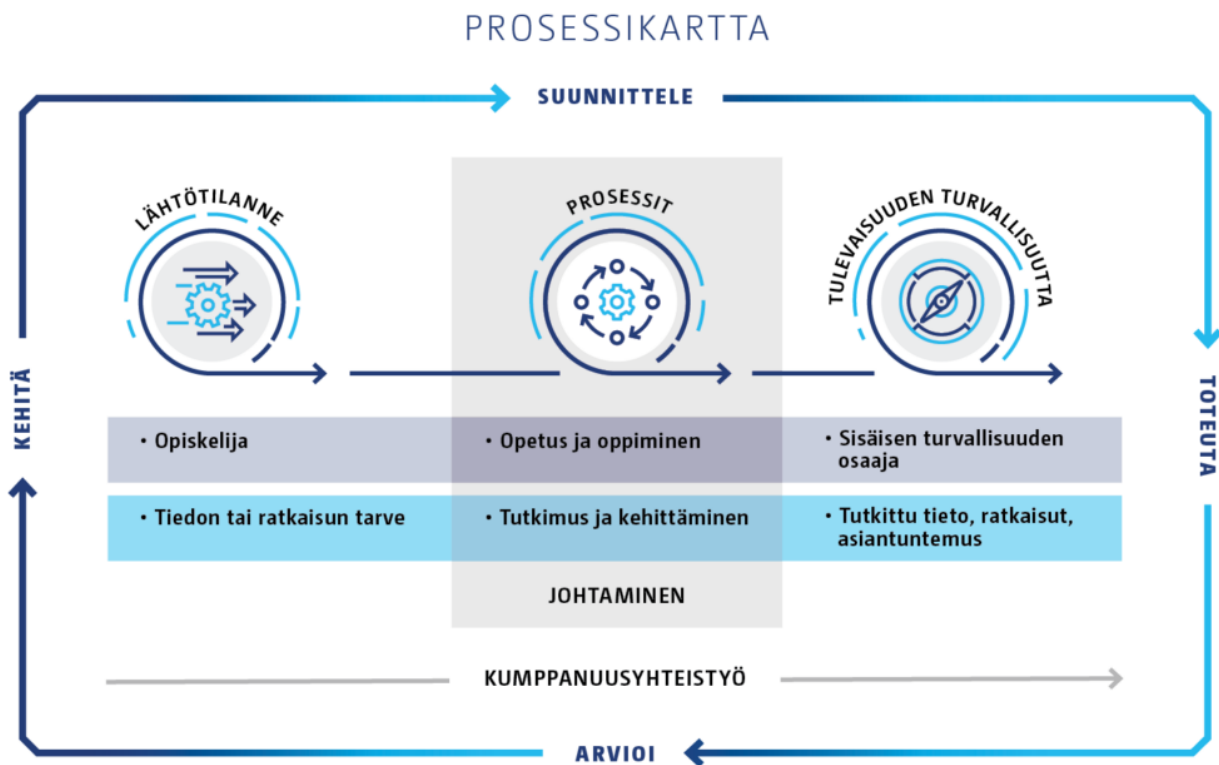 PROSESSIKARTTA
SUUNNITTELE
LÄHTÖTILANNE
PROSESSIT
TULEVAISUUDEN TURVALLISUUTTA
KEHITÄ
TOTEUTA
• Opiskelija
• Opetus ja oppiminen
• Sisäisen turvallisuuden
osaaja
• Tiedon tai ratkaisun tarve
• Tutkimus ja kehittäminen
• Tutkittu tieto, ratkaisut,
asiantuntemus
JOHTAMINEN
KUMPPANUUSYHTEISTYÖ
ARVIOI